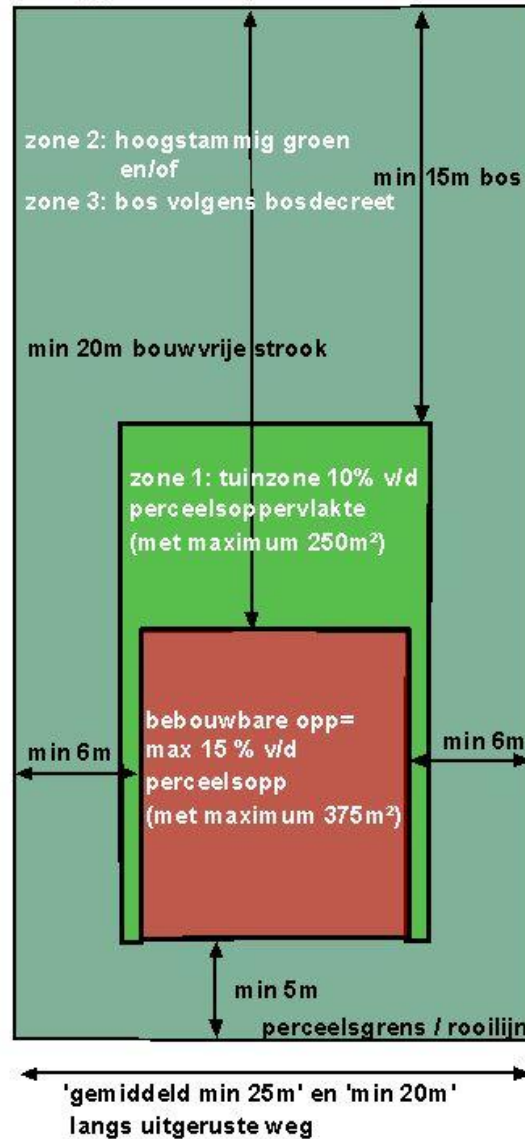 zone 2: hoogstammig groen
en/of
zone 3: bos volgens bosdecreet
min 15m bos
min 20m bouwvrije strook
zone 1: tuinzone 10% v/d
perceelsoppervlakte
(met maximum 250m²)
bebouwbare opp=
max 15 % v/d
perceelsopp
(met maximum 375m²)
min 6m
min 6m
min 5m
perceelsgrens / rooilijn
'gemiddeld min 25m' en 'min 20m'
langs uitgeruste weg